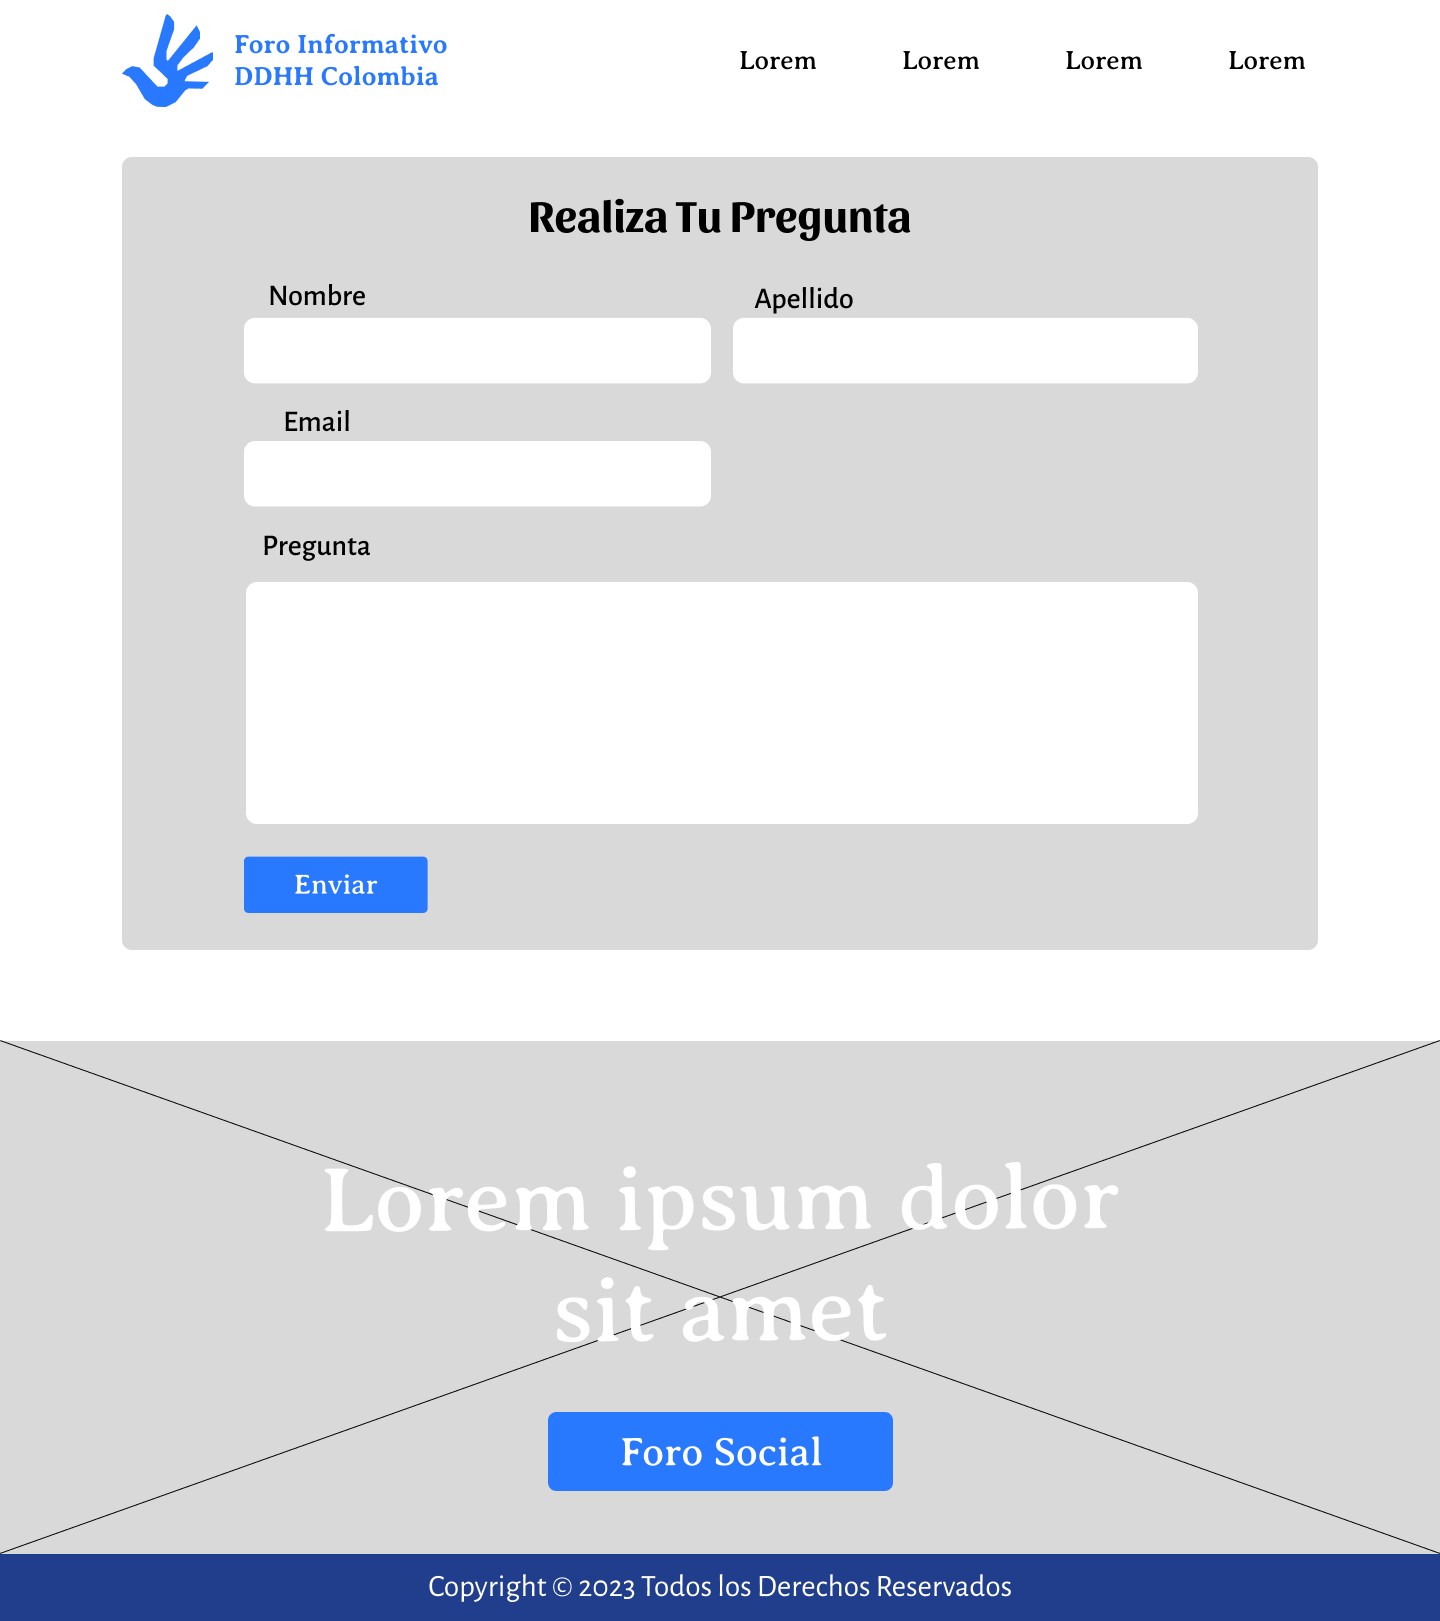 Foro Informativo
DDHH Colombia
Lorem Lorem Lorem Lorem
Realiza Tu Pregunta
Nombre
Apellido
Email
Pregunta
Enviar
Lorem ipsum dolor
sit amet
Foro Social
Copyright © 2023 Todos los Derechos Reservados